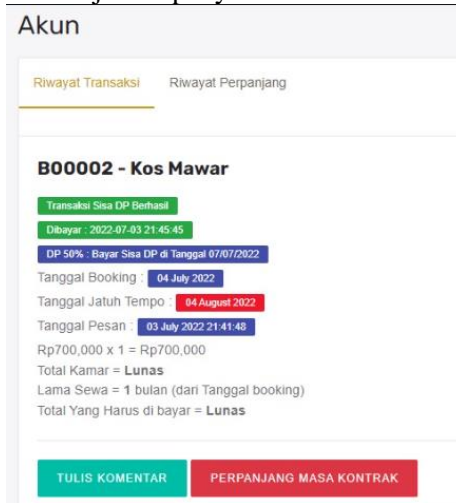 Akun
Riwayat Transaksi Riwayat Perpanjang
B00002 - Kos Mawar
Transaksi Sisa DP Berhasil
Dibayar : 2022-07-03 21:45:45
DP 50% : Bayar Sisa DP di Tanggal 07/07/2022
Tanggal Booking : 04 July 2022
Tanggal Jatuh Tempo : 04 August 2022
Tanggal Pesan : 03 July 2022 21:41:48
Rp700,000 x 1 = Rp700,000
Total Kamar = Lunas
Lama Sewa = 1 bulan (dari Tanggal booking)
Total Yang Harus di bayar = Lunas
TULIS KOMENTAR PERPANJANG MASA KONTRAK